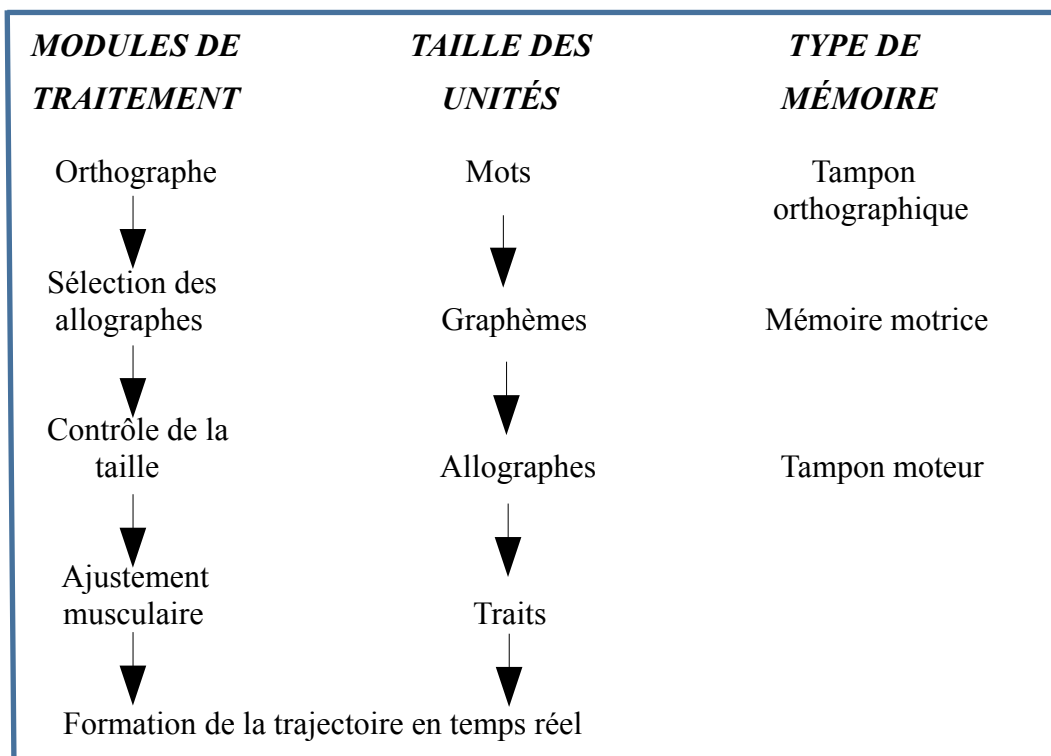 MODULES DE TRAITEMENT
TAILLE DES UNITÉS
TYPE DE MÉMOIRE
Orthographe
Mots
Tampon orthographique
Sélection des allographes
Graphèmes
Mémoire motrice
Contrôle de la taille
Allographes
Tampon moteur
Ajustement musculaire
Traits
Formation de la trajectoire en temps réel